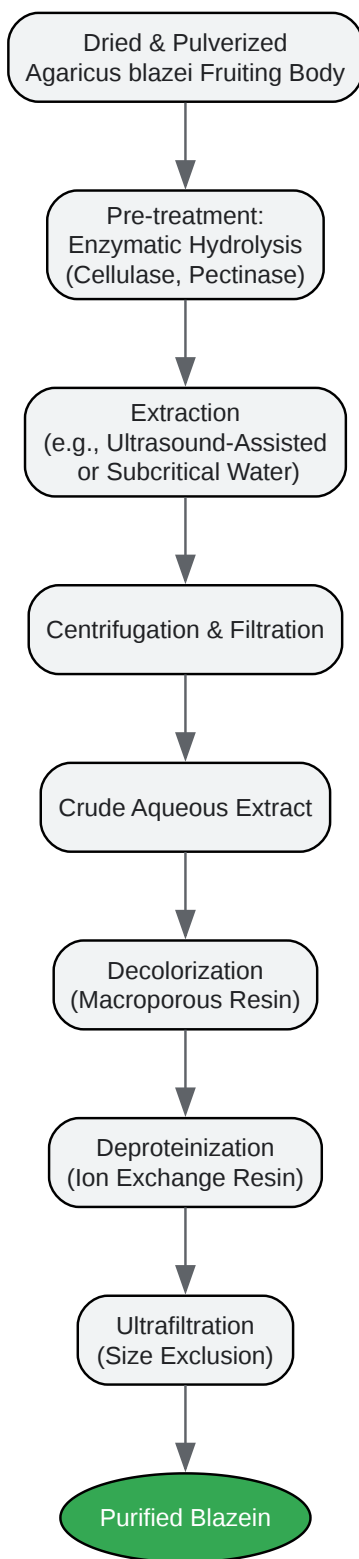 Dried & Pulverized
Agaricus blazei Fruiting Body
Pre-treatment:
Enzymatic Hydrolysis
(Cellulase, Pectinase)
Extraction
(e.g., Ultrasound-Assisted
or Subcritical Water)
Centrifugation & Filtration
Crude Aqueous Extract
Decolorization
(Macroporous Resin)
Deproteinization
(Ion Exchange Resin)
Ultrafiltration
(Size Exclusion)
Purified Blazein